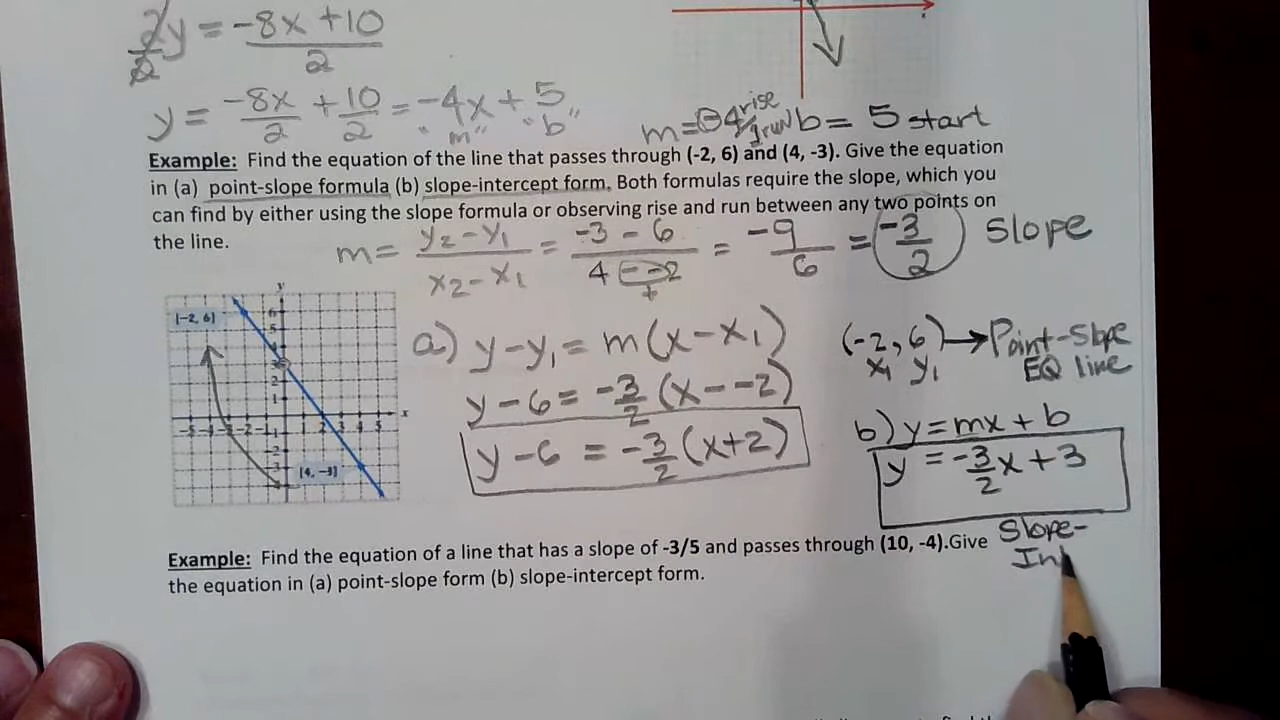 2y = -8x + 10
2 2
y = -8x/2 + 10/2 = -4x + 5
"m" "b"
m = -4 rise/1 run b = 5 start
Example: Find the equation of the line that passes through (-2, 6) and (4, -3). Give the equation
in (a) point-slope formula (b) slope-intercept form. Both formulas require the slope, which you
can find by either using the slope formula or observing rise and run between any two points on
the line.
m = y₂ - y₁ / x₂ - x₁ = -3 - 6 / 4 - -2 = -9/6 = -3/2 slope
+
y
(-2, 6)
x
(4, -3)
a) y - y₁ = m(x - x₁)
y - 6 = -3/2 (x - -2)
y - 6 = -3/2 (x + 2)
(-2, 6) → Point-Slope
x₁ y₁ EQ line
b) y = mx + b
y = -3/2 x + 3
Slope-
Int
Example: Find the equation of a line that has a slope of -3/5 and passes through (10, -4).Give
the equation in (a) point-slope form (b) slope-intercept form.